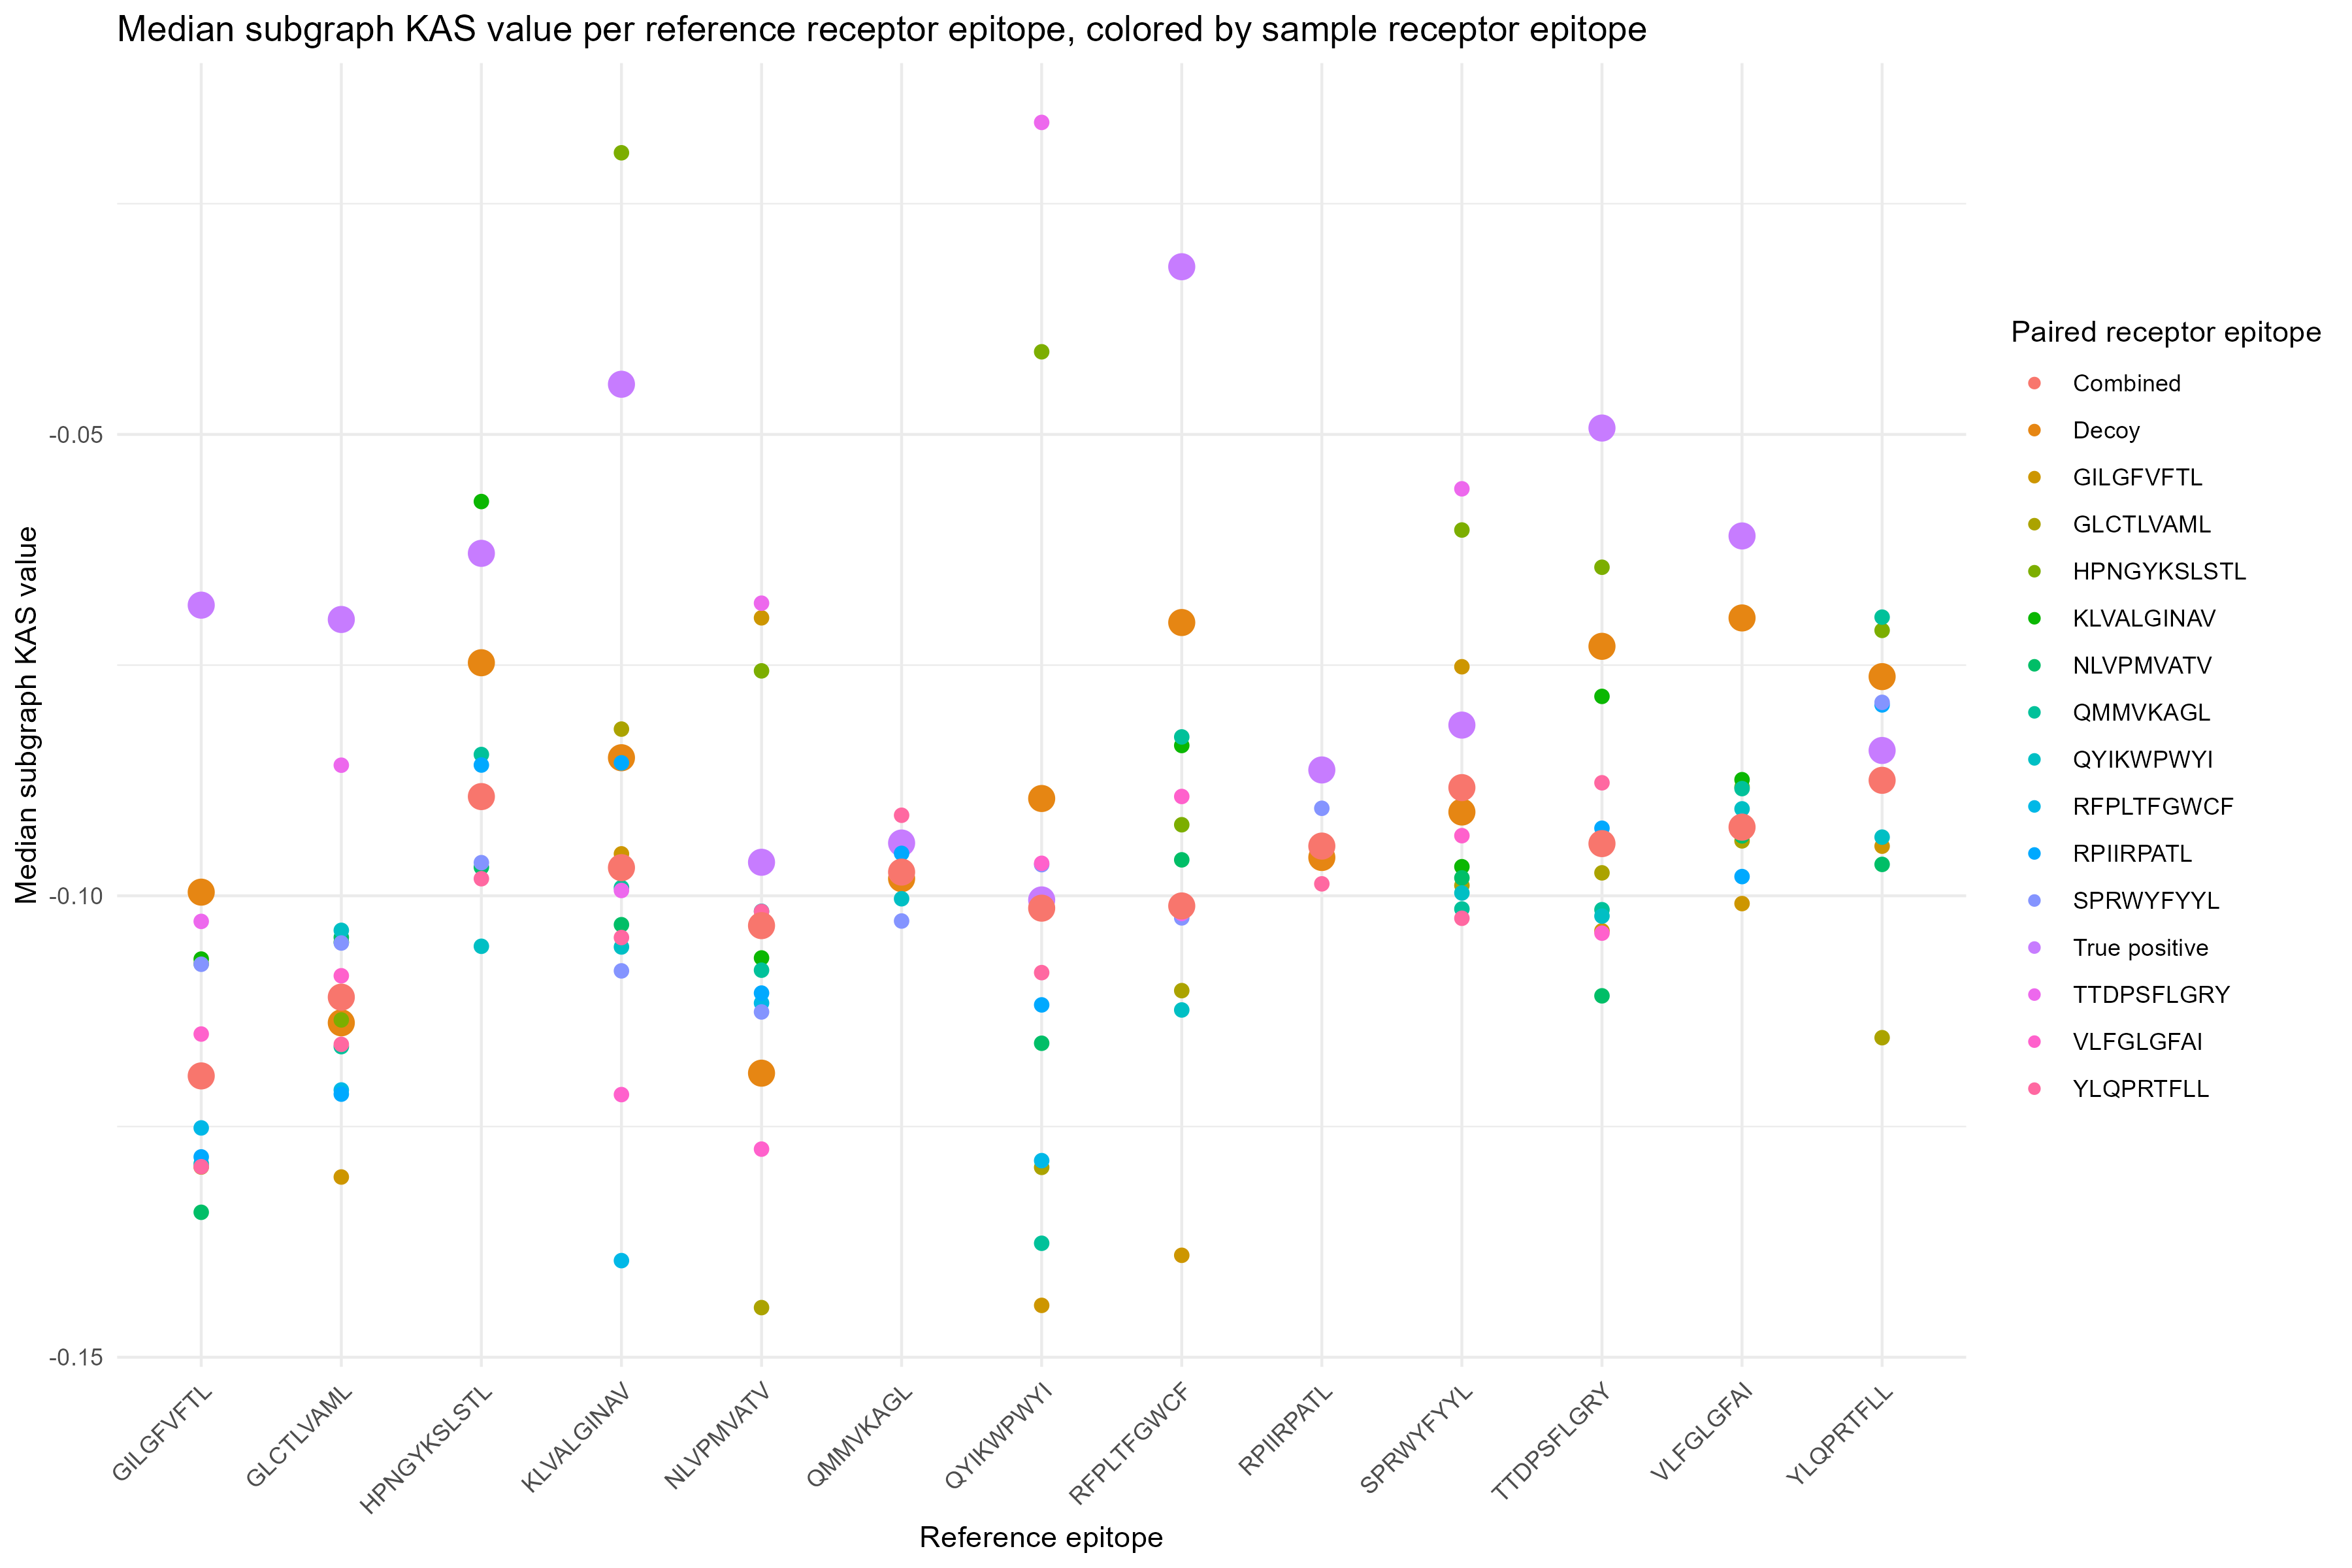 Median subgraph KAS value per reference receptor epitope, colored by sample receptor epitope
Median subgraph KAS value
-0.05
-0.10
-0.15
GILGFVFTL
GLCTLVAML
HPNGYKSLSTL
KLVALGINAV
NLVPMVATV
QMMVKAGL
QYIKWPWYI
RFPLTFGWCF
RPIIRPATL
SPRWYFYYL
TTDPSFLGRY
VLFGLGFAI
YLQPRTFLL
Reference epitope
Paired receptor epitope
Combined
Decoy
GILGFVFTL
GLCTLVAML
HPNGYKSLSTL
KLVALGINAV
NLVPMVATV
QMMVKAGL
QYIKWPWYI
RFPLTFGWCF
RPIIRPATL
SPRWYFYYL
True positive
TTDPSFLGRY
VLFGLGFAI
YLQPRTFLL